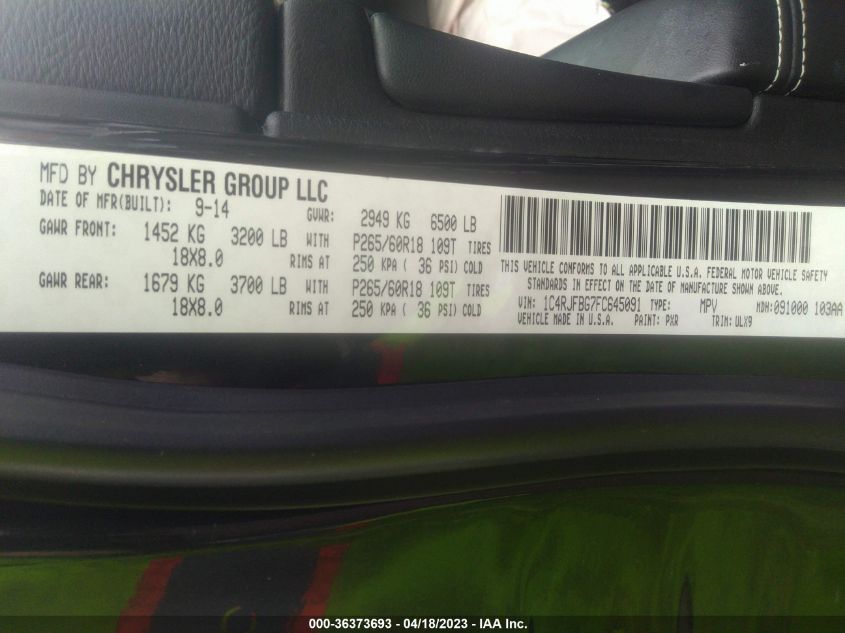 MFD BY CHRYSLER GROUP LLC
DATE OF MFR(BUILT): 9-14 GVWR: 2949 KG 6500 LB
GAWR FRONT: 1452 KG 3200 LB WITH P265/60R18 109T TIRES
18X8.0 RIMS AT 250 KPA ( 36 PSI) COLD
GAWR REAR: 1679 KG 3700 LB WITH P265/60R18 109T TIRES
18X8.0 RIMS AT 250 KPA ( 36 PSI) COLD
THIS VEHICLE CONFORMS TO ALL APPLICABLE U.S.A. FEDERAL MOTOR VEHICLE SAFETY
STANDARDS IN EFFECT ON THE DATE OF MANUFACTURE SHOWN ABOVE.
VIN: 1C4RJFBG7FC645091 TYPE: MPV MDH:091000 103AA
VEHICLE MADE IN U.S.A. PAINT: PXR TRIM: ULX9
000-36373693 - 04/18/2023 - IAA Inc.